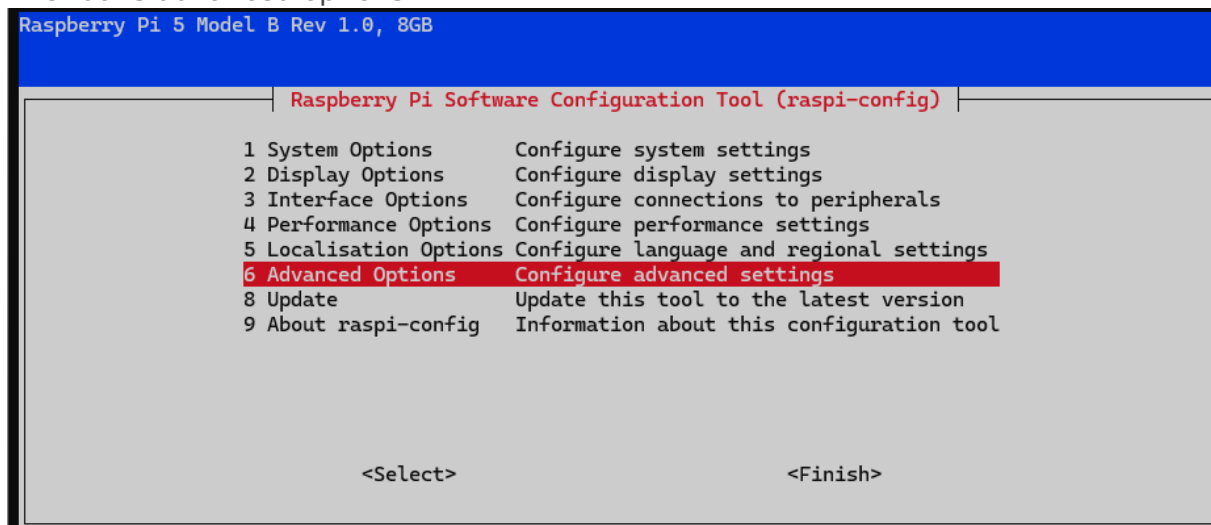 Raspberry Pi 5 Model B Rev 1.0, 8GB
Raspberry Pi Software Configuration Tool (raspi-config)
1 System Options Configure system settings
2 Display Options Configure display settings
3 Interface Options Configure connections to peripherals
4 Performance Options Configure performance settings
5 Localisation Options Configure language and regional settings
6 Advanced Options Configure advanced settings
8 Update Update this tool to the latest version
9 About raspi-config Information about this configuration tool
<Select> <Finish>